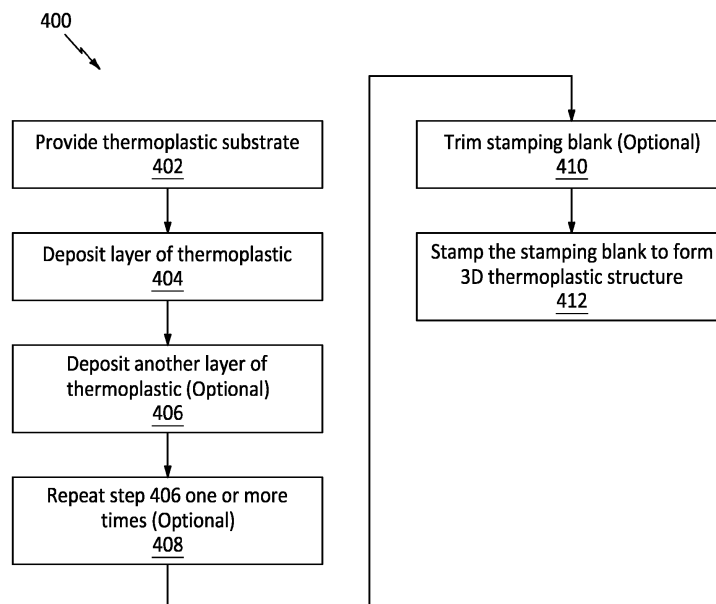 400
Provide thermoplastic substrate
402
Deposit layer of thermoplastic
404
Deposit another layer of
thermoplastic (Optional)
406
Repeat step 406 one or more
times (Optional)
408
Trim stamping blank (Optional)
410
Stamp the stamping blank to form
3D thermoplastic structure
412